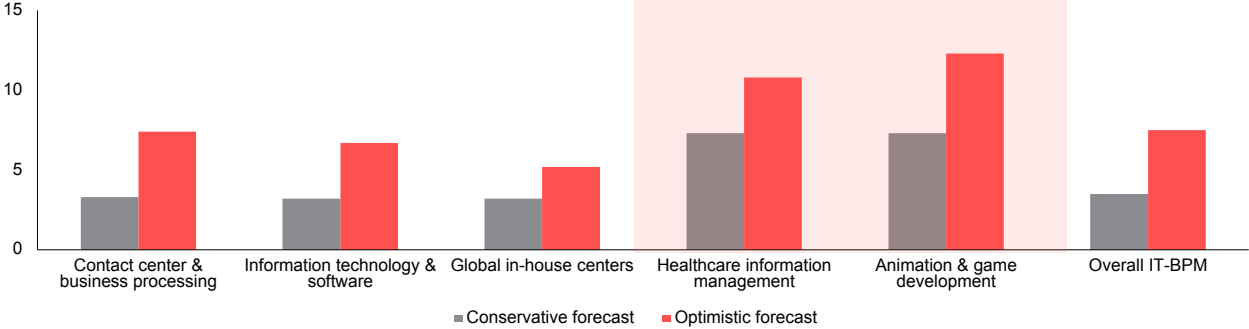 15
10
5
0
Contact center &
business processing
Information technology &
software
Global in-house centers
Healthcare information
management
Animation & game
development
Overall IT-BPM
Conservative forecast
Optimistic forecast